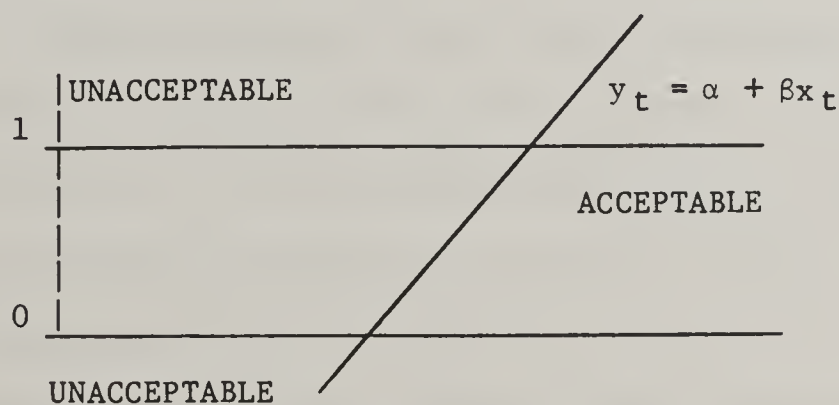 UNACCEPTABLE
y_t = α + βx_t
1
ACCEPTABLE
0
UNACCEPTABLE